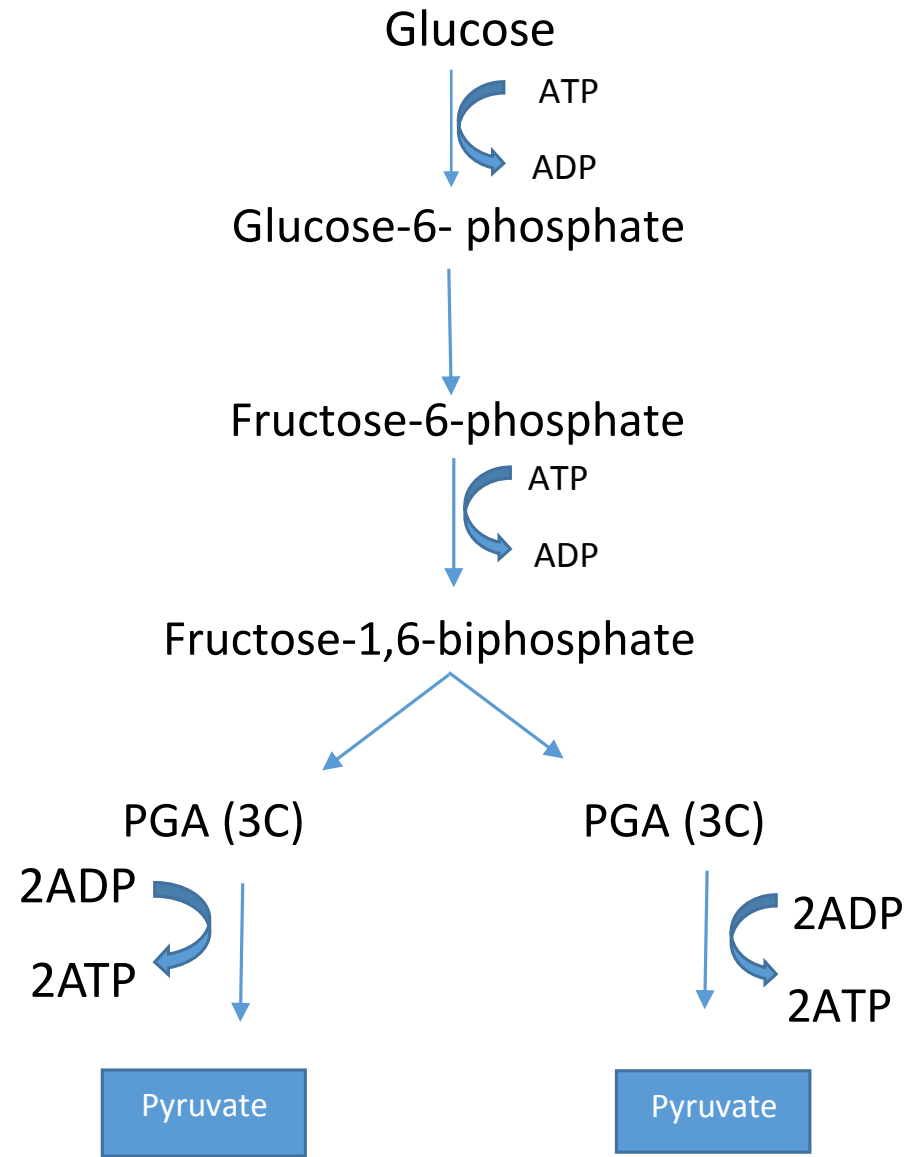 Glucose
ATP
ADP
Glucose-6- phosphate
Fructose-6-phosphate
ATP
ADP
Fructose-1,6-biphosphate
PGA (3C)
PGA (3C)
2ADP
2ADP
2ATP
2ATP
Pyruvate
Pyruvate